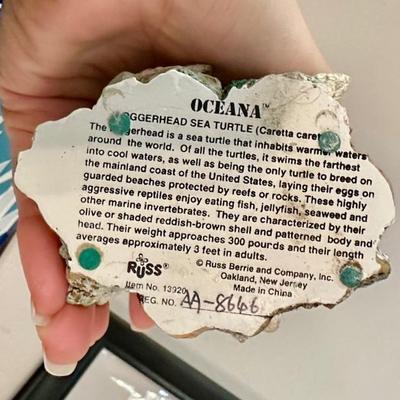 OCEANA™
GGERHEAD SEA TURTLE (Caretta caret
The ggerhead is a sea turtle that inhabits warmer waters
around the world. Of all the turtles, it swims the farthest
into cool waters, as well as being the only turtle to breed on
the mainland coast of the United States, laying their eggs on
guarded beaches protected by reefs or rocks. These highly
aggressive reptiles enjoy eating fish, jellyfish, seaweed and
other marine invertebrates. They are characterized by their
olive or shaded reddish-brown shell and patterned body and
head. Their weight approaches 300 pounds and their length
averages approximately 3 feet in adults.
Russ
© Russ Berrie and Company, Inc.
Oakland, New Jersey
Made in China
Item No. 13920
REG. NO. AA-8646